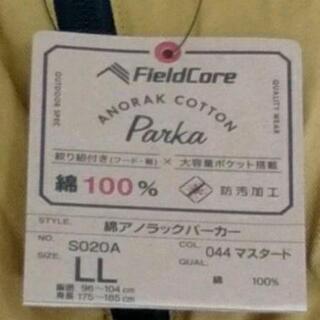 FieldCore
OUTDOOR SPEC
QUALITY WEAR
ANORAK COTTON
Parka
絞り紐付き(フード・裾) × 大容量ポケット搭載
綿100% 防汚加工
STYLE. 綿アノラックパーカー
NO. S020A COL. 044 マスタード
SIZE. LL QUAL. 綿 100%
胸囲 96〜104cm
身長 175〜185cm